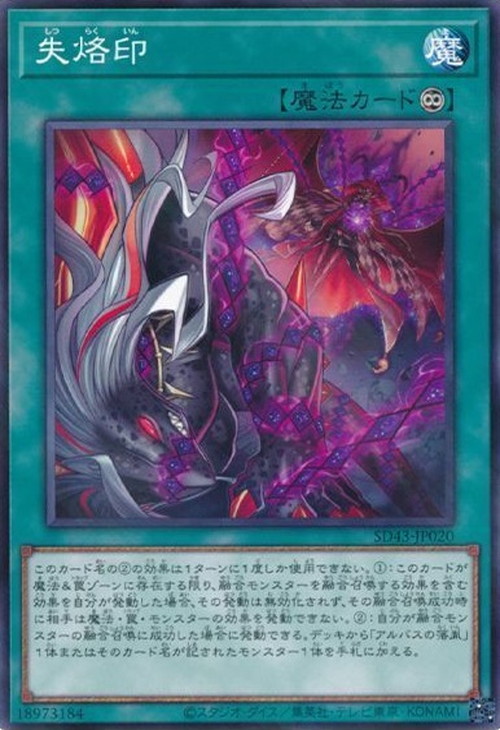 失烙印
魔
【魔法カード】
SD43-JP020
このカード名の②の効果は1ターンに1度しか使用できない。①:このカードが
魔法&罠ゾーンに存在する限り、融合モンスターを融合召喚する効果を含む
効果を自分が発動した場合、その発動は無効化されず、その融合召喚成功時
に相手は魔法・罠・モンスターの効果を発動できない。②:自分が融合モンス
ターの融合召喚に成功した場合に発動できる。デッキから「アルバスの落胤」
1体またはそのカード名が記されたモンスター1体を手札に加える。
18973184 ©スタジオ・ダイス/集英社・テレビ東京・KONAMI